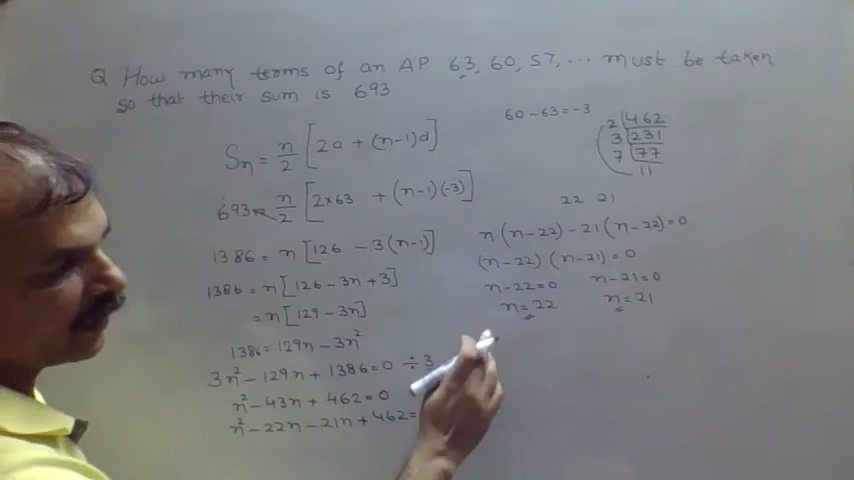 Q How many terms of an AP 63, 60, 57, ... must be taken
so that their sum is 693
Sn = n/2 [2a + (n-1)d]
693 = n/2 [2×63 + (n-1)(-3)]
1386 = n[126 - 3(n-1)]
1386 = n[126 - 3n + 3]
= n[129 - 3n]
1386 = 129n - 3n²
3n² - 129n + 1386 = 0 ÷ 3
n² - 43n + 462 = 0
n² - 22n - 21n + 462 =
60 - 63 = -3
2 | 462
3 | 231
7 | 77
11
22 21
n(n-22) - 21(n-22) = 0
(n-22) (n-21) = 0
n-22 = 0 n-21 = 0
n = 22 n = 21